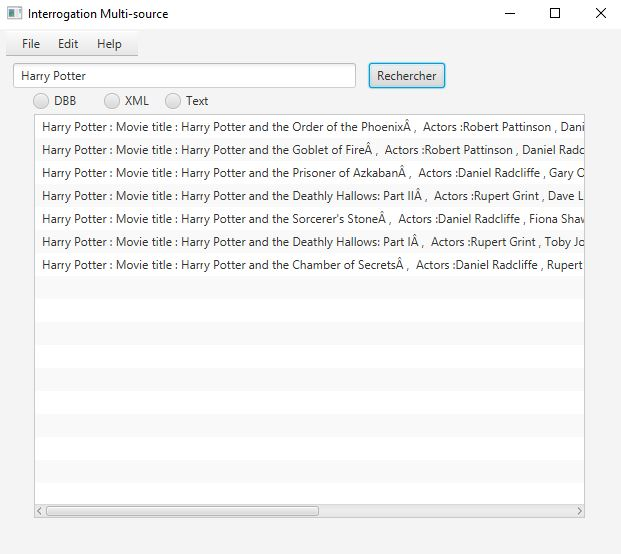 Interrogation Multi-source
File Edit Help
Harry Potter Rechercher
DBB XML Text
Harry Potter : Movie title : Harry Potter and the Order of the PhoenixÂ , Actors :Robert Pattinson , Dani
Harry Potter : Movie title : Harry Potter and the Goblet of FireÂ , Actors :Robert Pattinson , Daniel Radc
Harry Potter : Movie title : Harry Potter and the Prisoner of AzkabanÂ , Actors :Daniel Radcliffe , Gary O
Harry Potter : Movie title : Harry Potter and the Deathly Hallows: Part IIÂ , Actors :Rupert Grint , Dave L
Harry Potter : Movie title : Harry Potter and the Sorcerer's StoneÂ , Actors :Daniel Radcliffe , Fiona Shaw
Harry Potter : Movie title : Harry Potter and the Deathly Hallows: Part IÂ , Actors :Rupert Grint , Toby Jo
Harry Potter : Movie title : Harry Potter and the Chamber of SecretsÂ , Actors :Daniel Radcliffe , Rupert